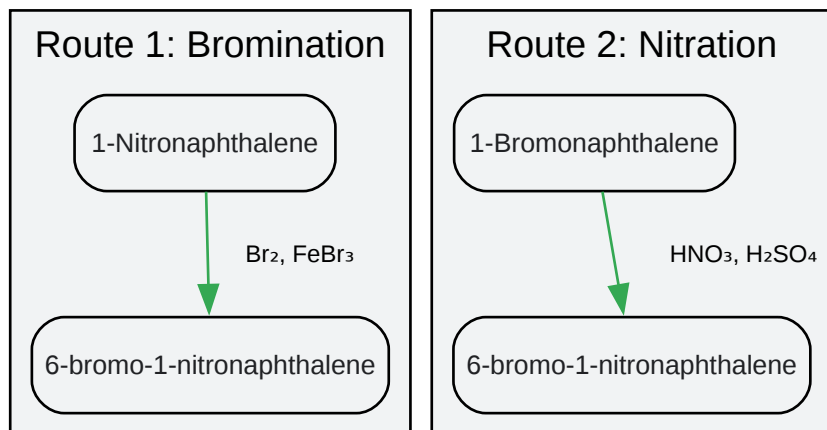 Route 1: Bromination
1-Nitronaphthalene
Br₂, FeBr₃
6-bromo-1-nitronaphthalene
Route 2: Nitration
1-Bromonaphthalene
HNO₃, H₂SO₄
6-bromo-1-nitronaphthalene